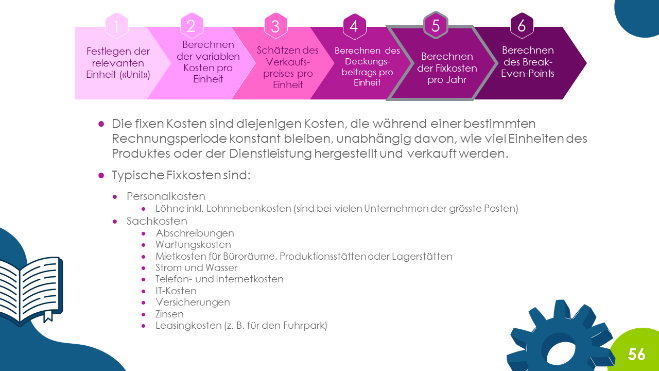 1
2
3
4
5
6
Festlegen der
relevanten
Einheit («Unit»)
Berechnen
der variablen
Kosten pro
Einheit
Schätzen des
Verkaufs-
preises pro
Einheit
Berechnen des
Deckungs-
beitrags pro
Einheit
Berechnen
der Fixkosten
pro Jahr
Berechnen
des Break-
Even-Points
Die fixen Kosten sind diejenigen Kosten, die während einer bestimmten
Rechnungsperiode konstant bleiben, unabhängig davon, wie viel Einheiten des
Produktes oder der Dienstleistung hergestellt und verkauft werden.
Typische Fixkosten sind:
Personalkosten
Löhne inkl. Lohnnebenkosten (sind bei vielen Unternehmen der grösste Posten)
Sachkosten
Abschreibungen
Wartungskosten
Mietkosten für Büroräume, Produktionsstätten oder Lagerstätten
Strom und Wasser
Telefon- und Internetkosten
IT-Kosten
Versicherungen
Zinsen
Leasingkosten (z. B. für den Fuhrpark)
56